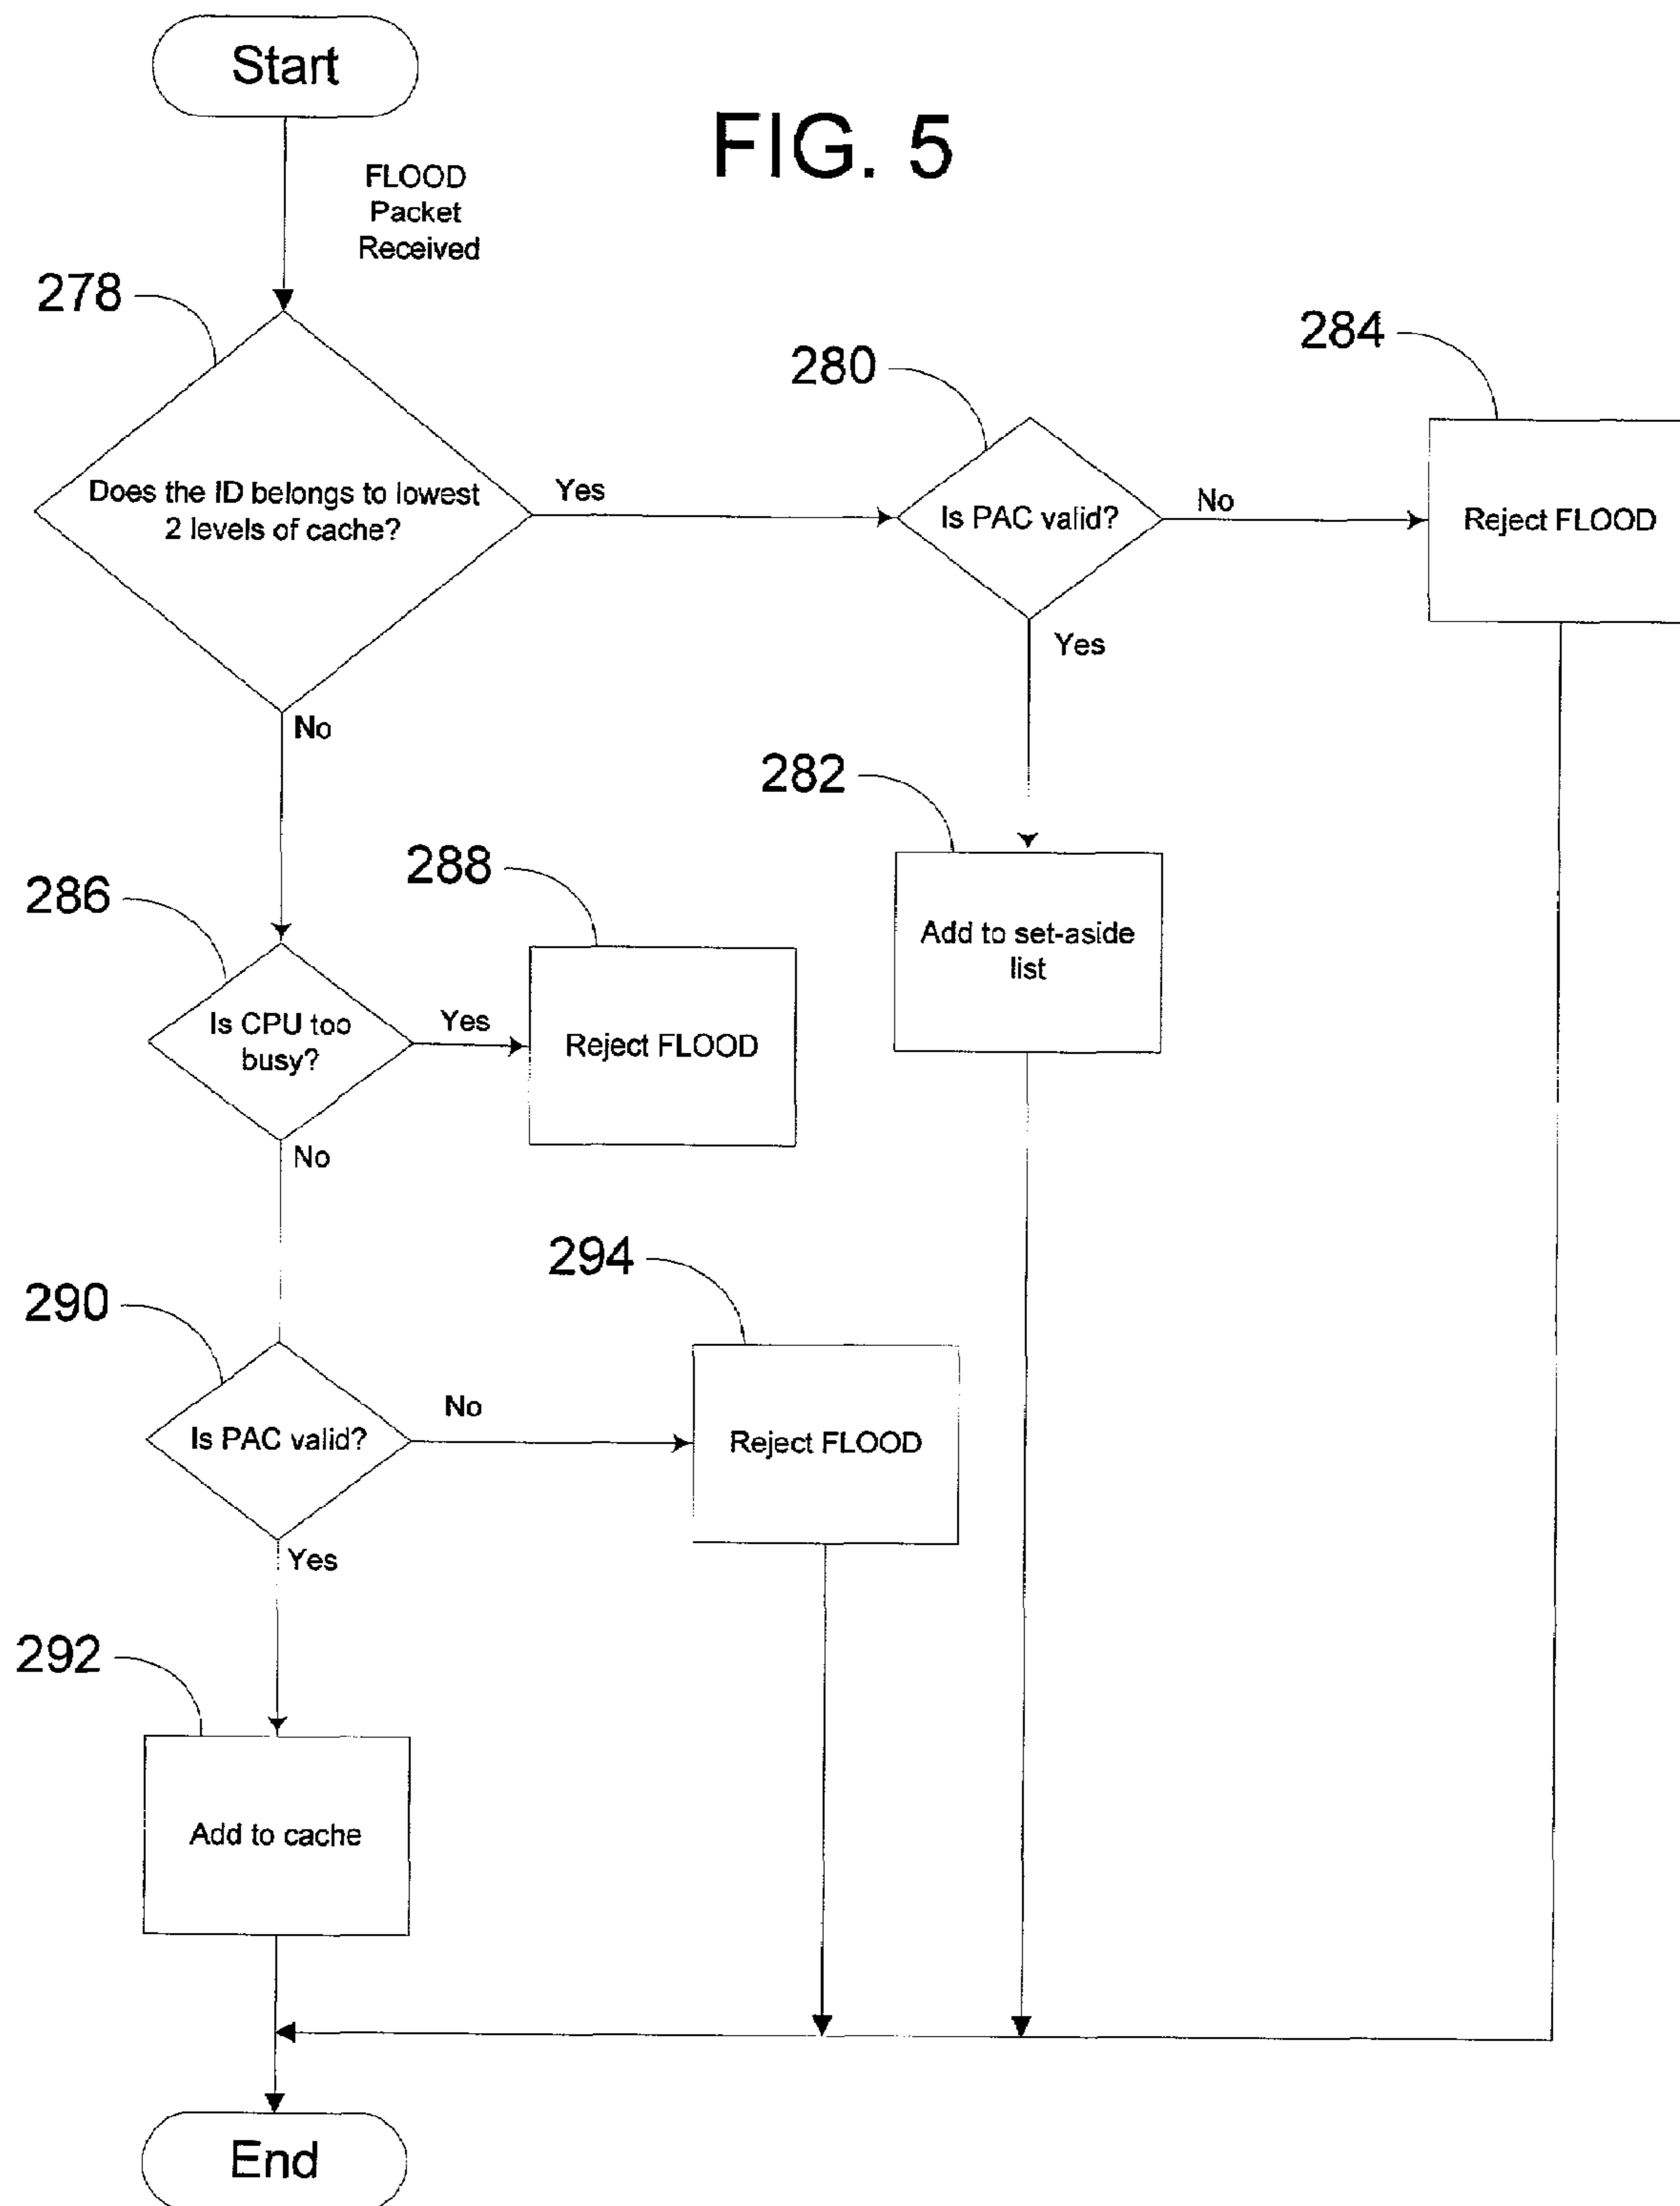 Start
FIG. 5
FLOOD
Packet
Received
278
280
284
Does the ID belongs to lowest
2 levels of cache?
Yes
Is PAC valid?
No
Reject FLOOD
Yes
No
282
288
286
Add to set-aside
list
Is CPU too
busy?
Yes
Reject FLOOD
No
294
290
Is PAC valid?
No
Reject FLOOD
Yes
292
Add to cache
End